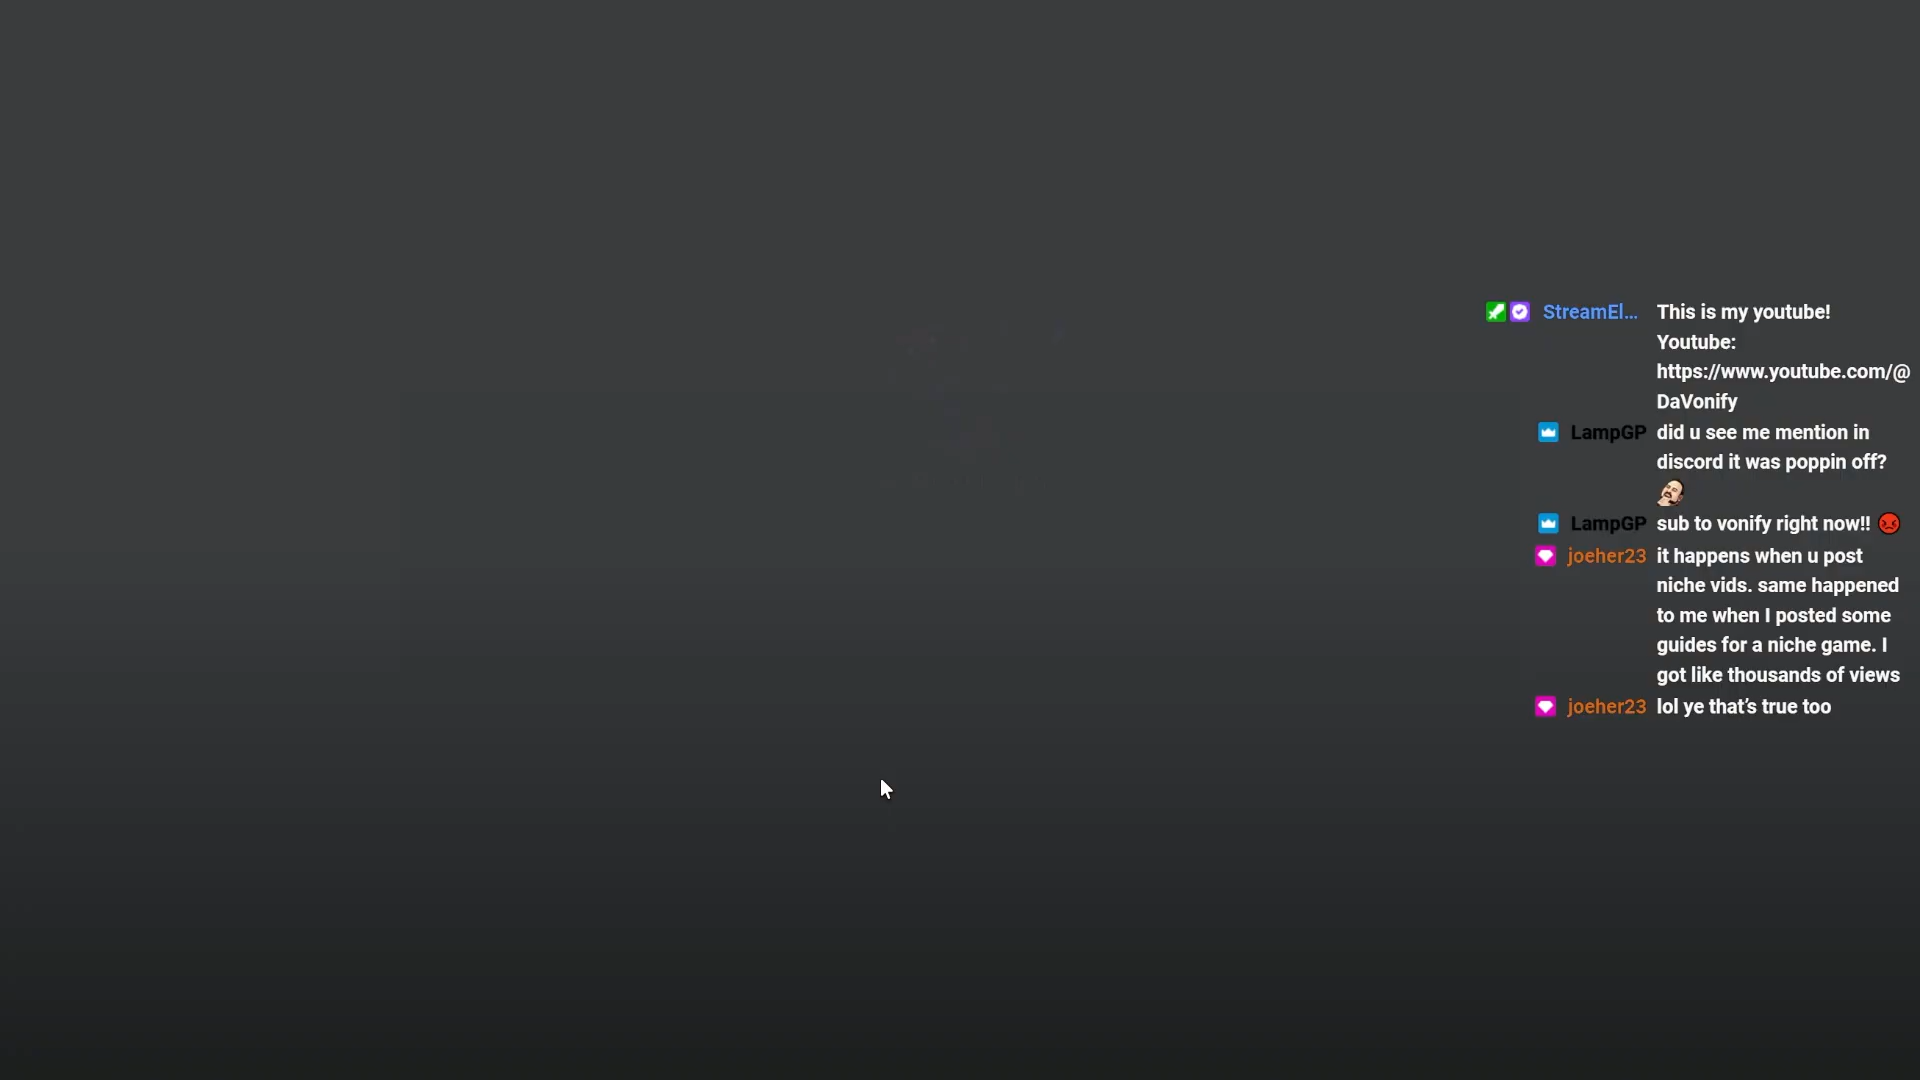 StreamEl... This is my youtube!
Youtube:
https://www.youtube.com/@
DaVonify
LampGP did u see me mention in
discord it was poppin off?
LampGP sub to vonify right now!!
joeher23 it happens when u post
niche vids. same happened
to me when I posted some
guides for a niche game. I
got like thousands of views
joeher23 lol ye that’s true too